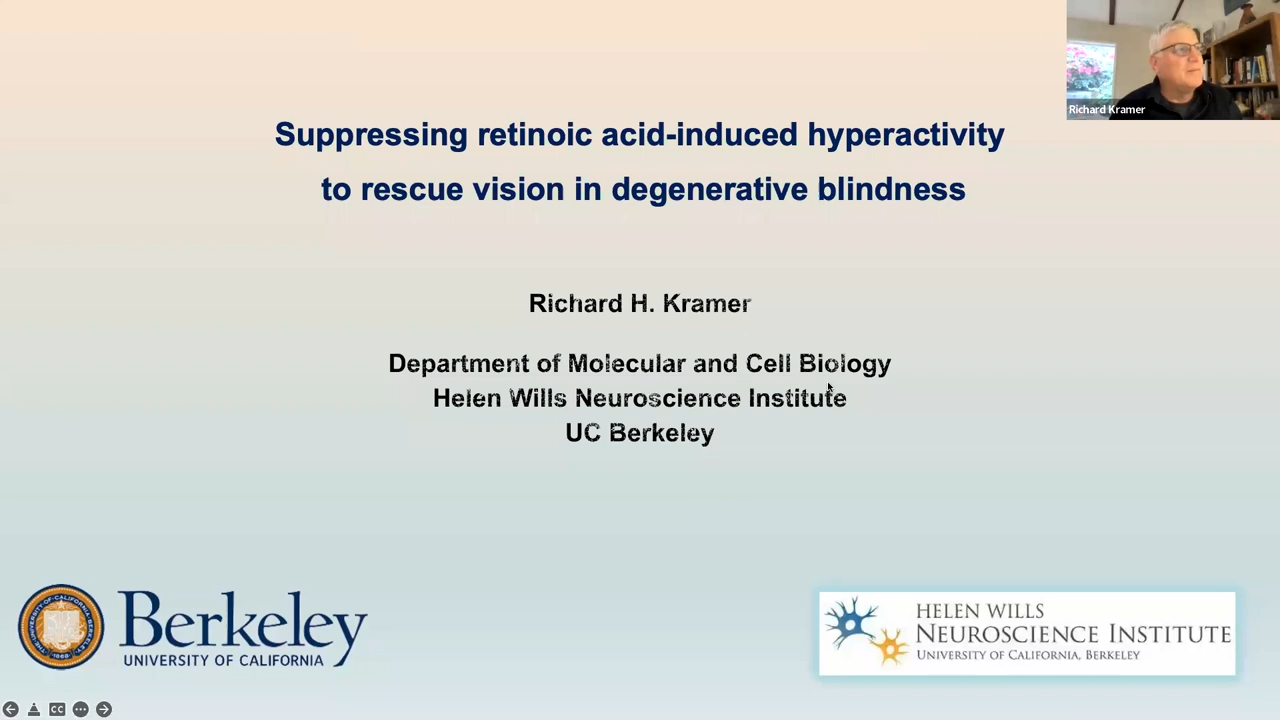 Richard Kramer
Suppressing retinoic acid-induced hyperactivity
to rescue vision in degenerative blindness
Richard H. Kramer
Department of Molecular and Cell Biology
Helen Wills Neuroscience Institute
UC Berkeley
Berkeley
UNIVERSITY OF CALIFORNIA
HELEN WILLS
NEUROSCIENCE INSTITUTE
UNIVERSITY OF CALIFORNIA, BERKELEY
CC